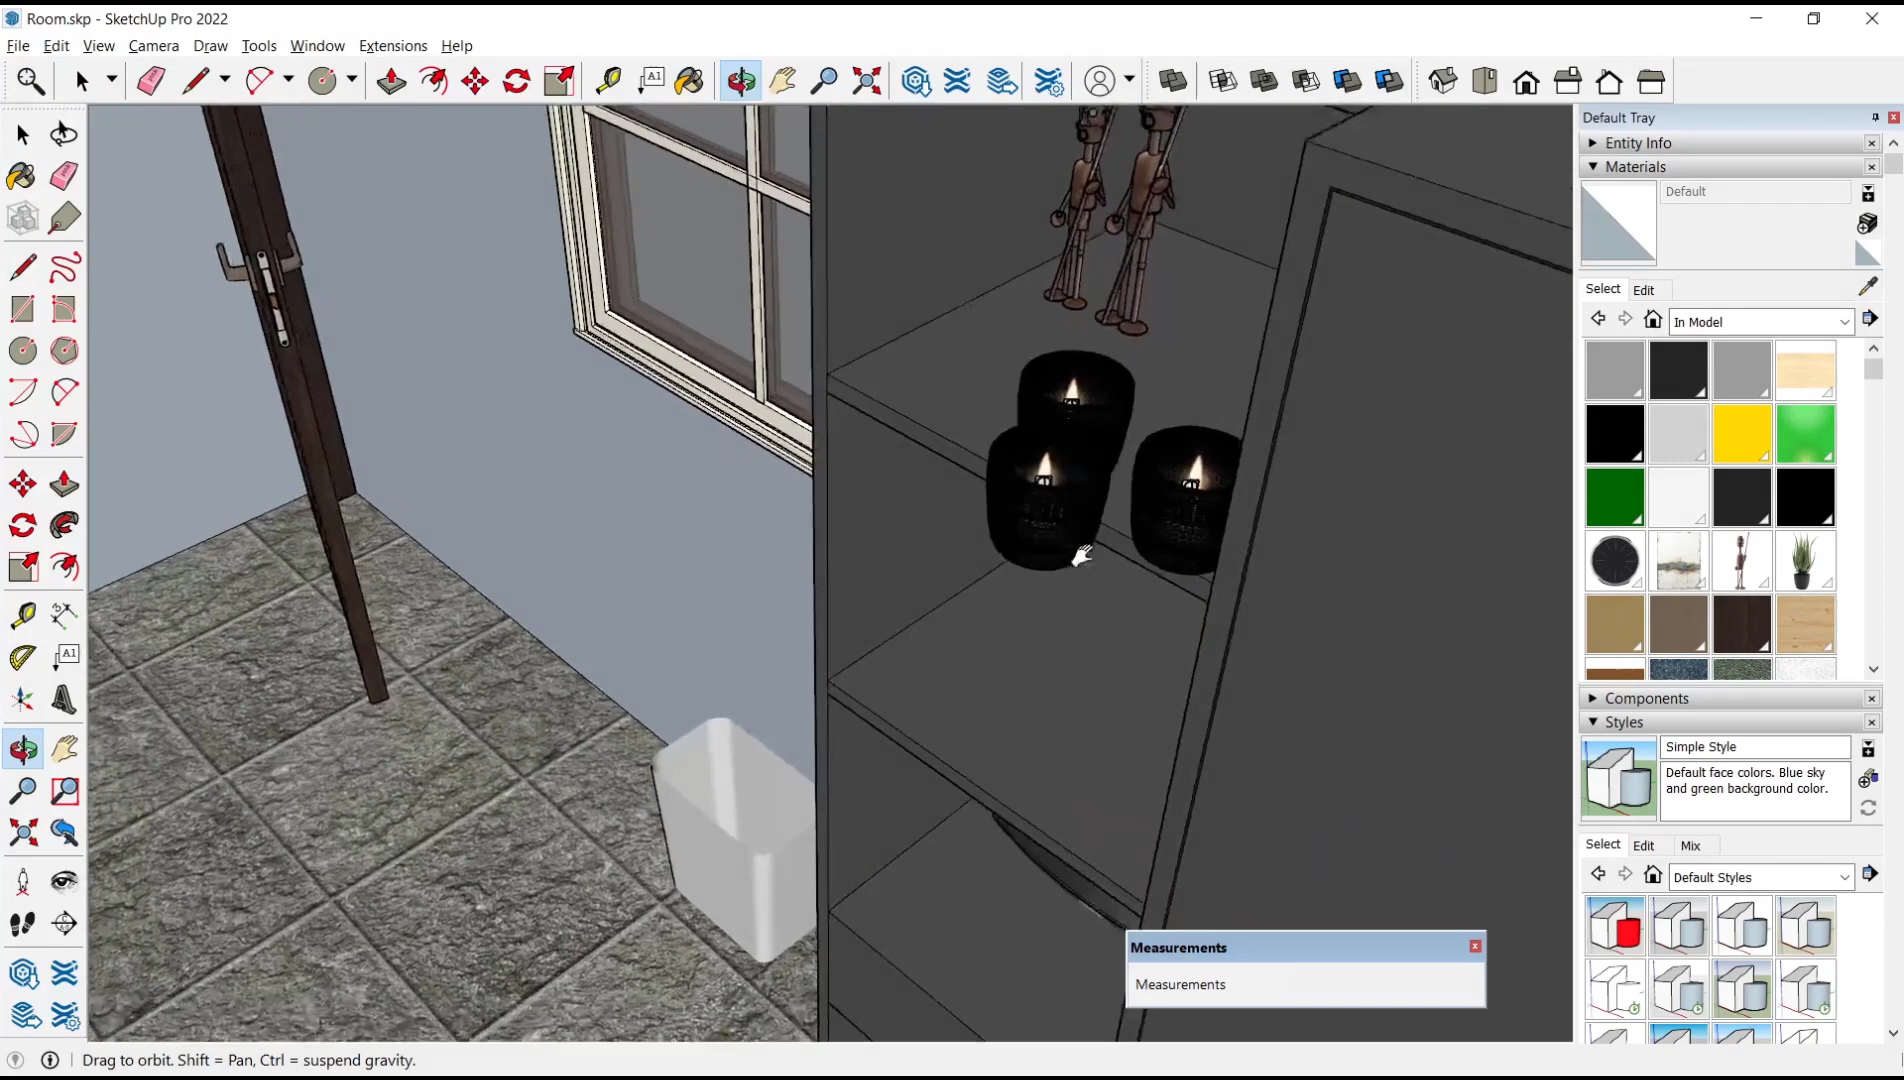 Room.skp - SketchUp Pro 2022
File Edit View Camera Draw Tools Window Extensions Help
A1
Default Tray
Entity Info
Materials
Default
Select Edit
In Model
A1
Components
Styles
Simple Style
Default face colors. Blue sky
and green background color.
Select Edit Mix
Default Styles
Measurements
Measurements
Drag to orbit. Shift = Pan, Ctrl = suspend gravity.